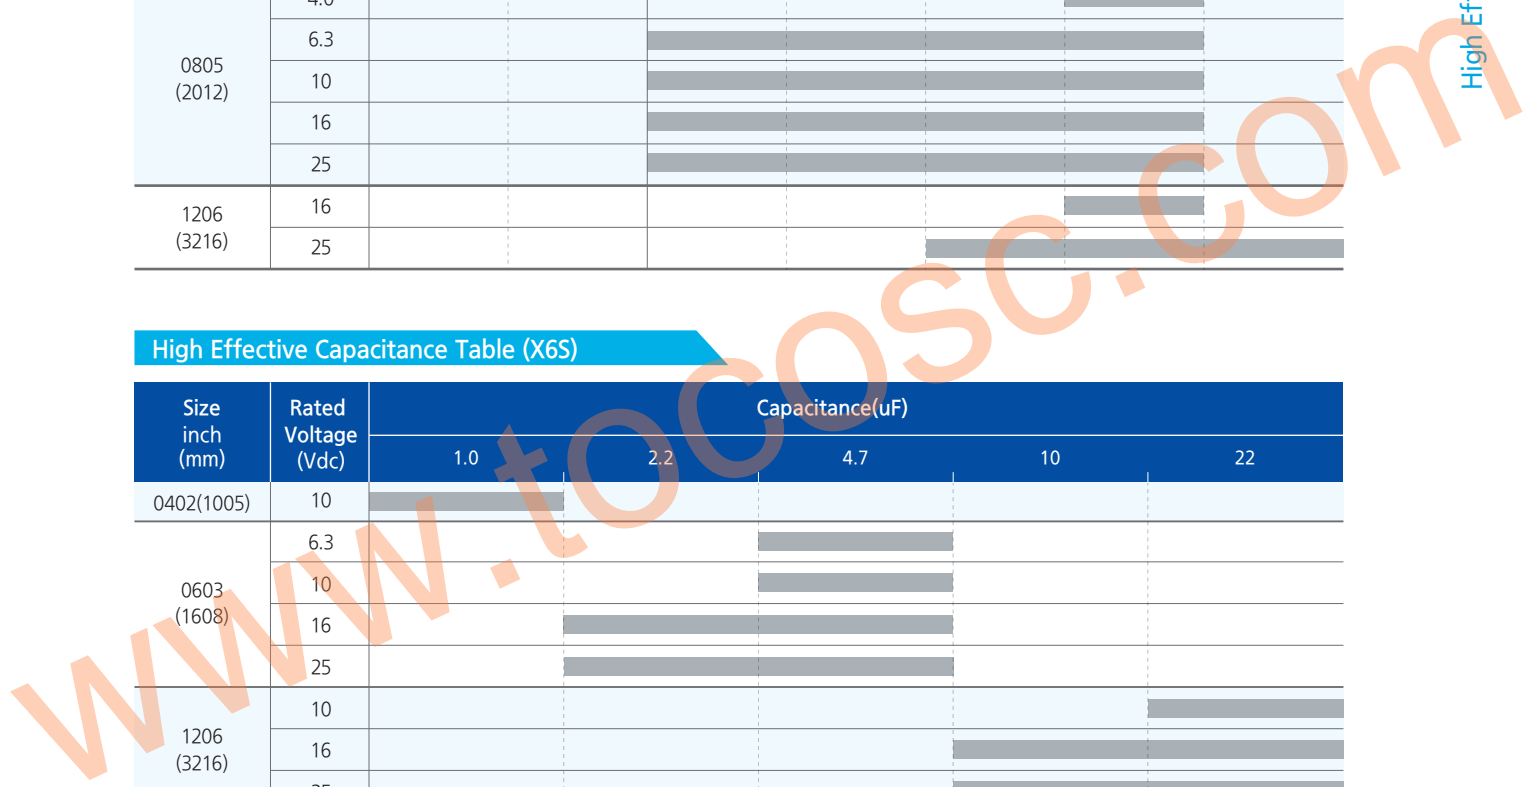 4.0
High Ef
6.3
0805
(2012)
10
16
25
1206
(3216)
16
25
High Effective Capacitance Table (X6S)
Size
inch
(mm)
Rated
Voltage
(Vdc)
Capacitance(uF)
1.0 2.2 4.7 10 22
0402(1005) 10
6.3
0603
(1608)
10
16
25
10
1206
(3216)
16
www.tocosc.com